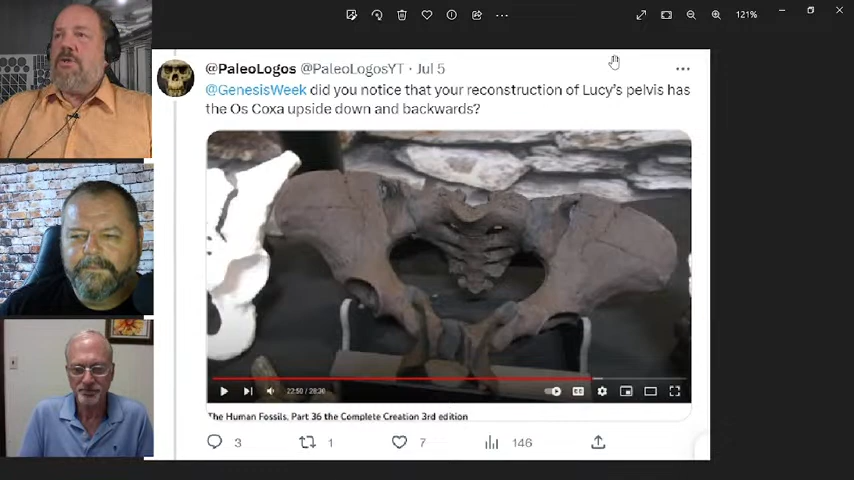 121%
@PaleoLogos @PaleoLogosYT · Jul 5
@GenesisWeek did you notice that your reconstruction of Lucy's pelvis has
the Os Coxa upside down and backwards?
22:50 / 28:30
CC
The Human Fossils. Part 36 the Complete Creation 3rd edition
3
1
7
146